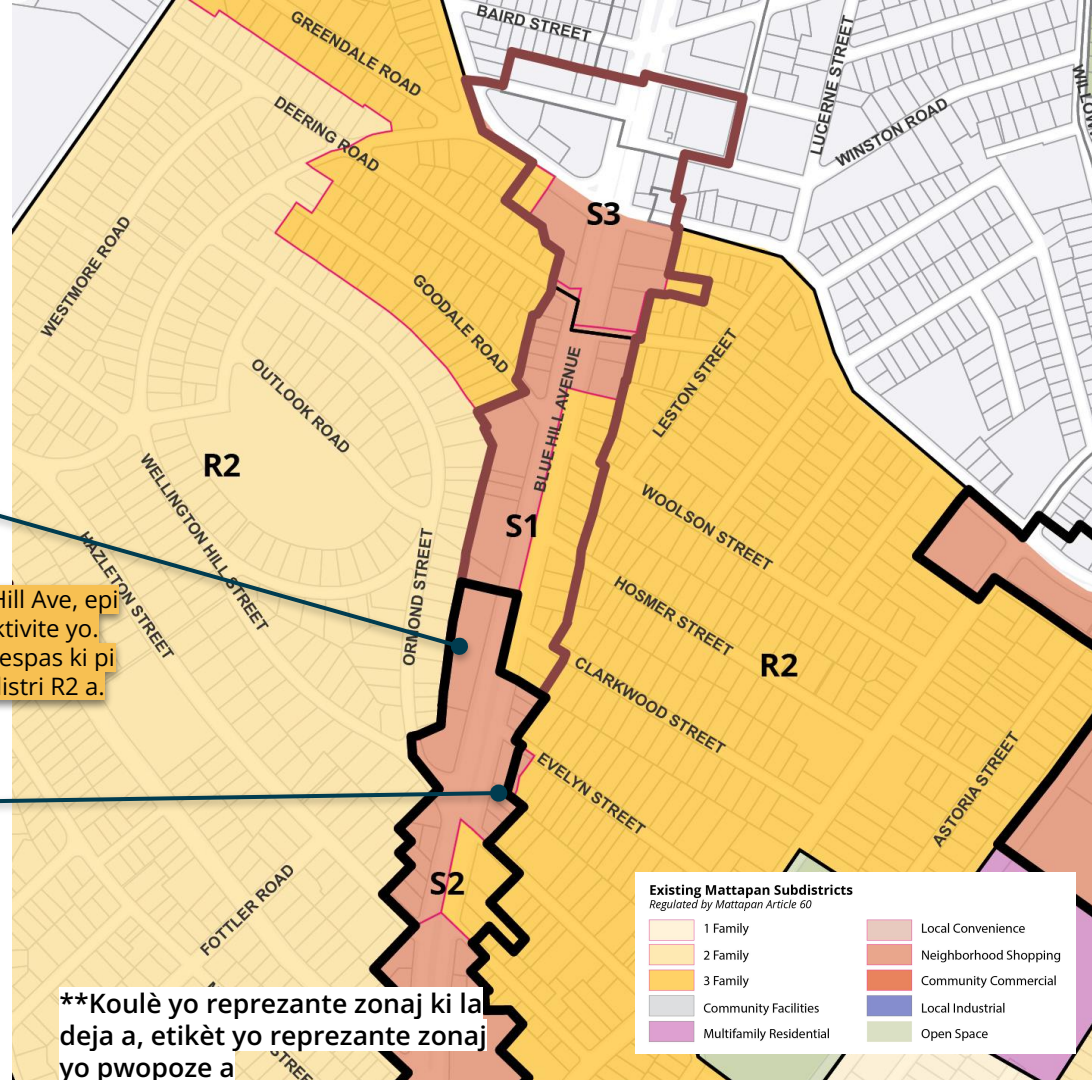 BAIRD STREET
GREENDALE ROAD
LUCERNE STREET
WINSTON ROAD
DEERING ROAD
S3
WESTMORE ROAD
GOODALE ROAD
LESTON STREET
BLUE HILL AVENUE
OUTLOOK ROAD
R2
WELLINGTON HILL STREET
WOOLSON STREET
S1
HAZLETON STREET
ORMOND STREET
HOSMER STREET
Hill Ave, epi
ktivite yo.
espas ki pi
listri R2 a.
R2
CLARKWOOD STREET
EVELYN STREET
ASTORIA STREET
S2
FOTTLER ROAD
**Koulè yo reprezante zonaj ki la
deja a, etikèt yo reprezante zonaj
yo pwopoze a
STREET
Existing Mattapan Subdistricts
Regulated by Mattapan Article 60
1 Family
2 Family
3 Family
Community Facilities
Multifamily Residential
Local Convenience
Neighborhood Shopping
Community Commercial
Local Industrial
Open Space